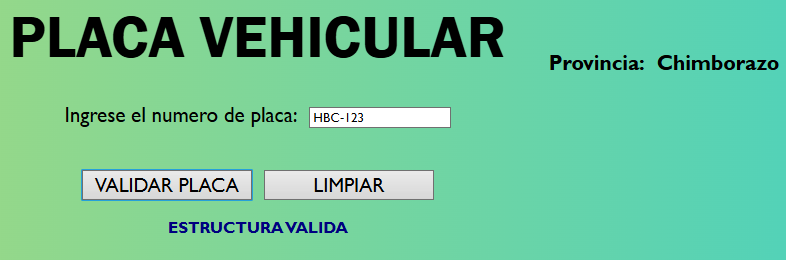 PLACA VEHICULAR
Provincia: Chimborazo
Ingrese el numero de placa: HBC-123
VALIDAR PLACA LIMPIAR
ESTRUCTURA VALIDA